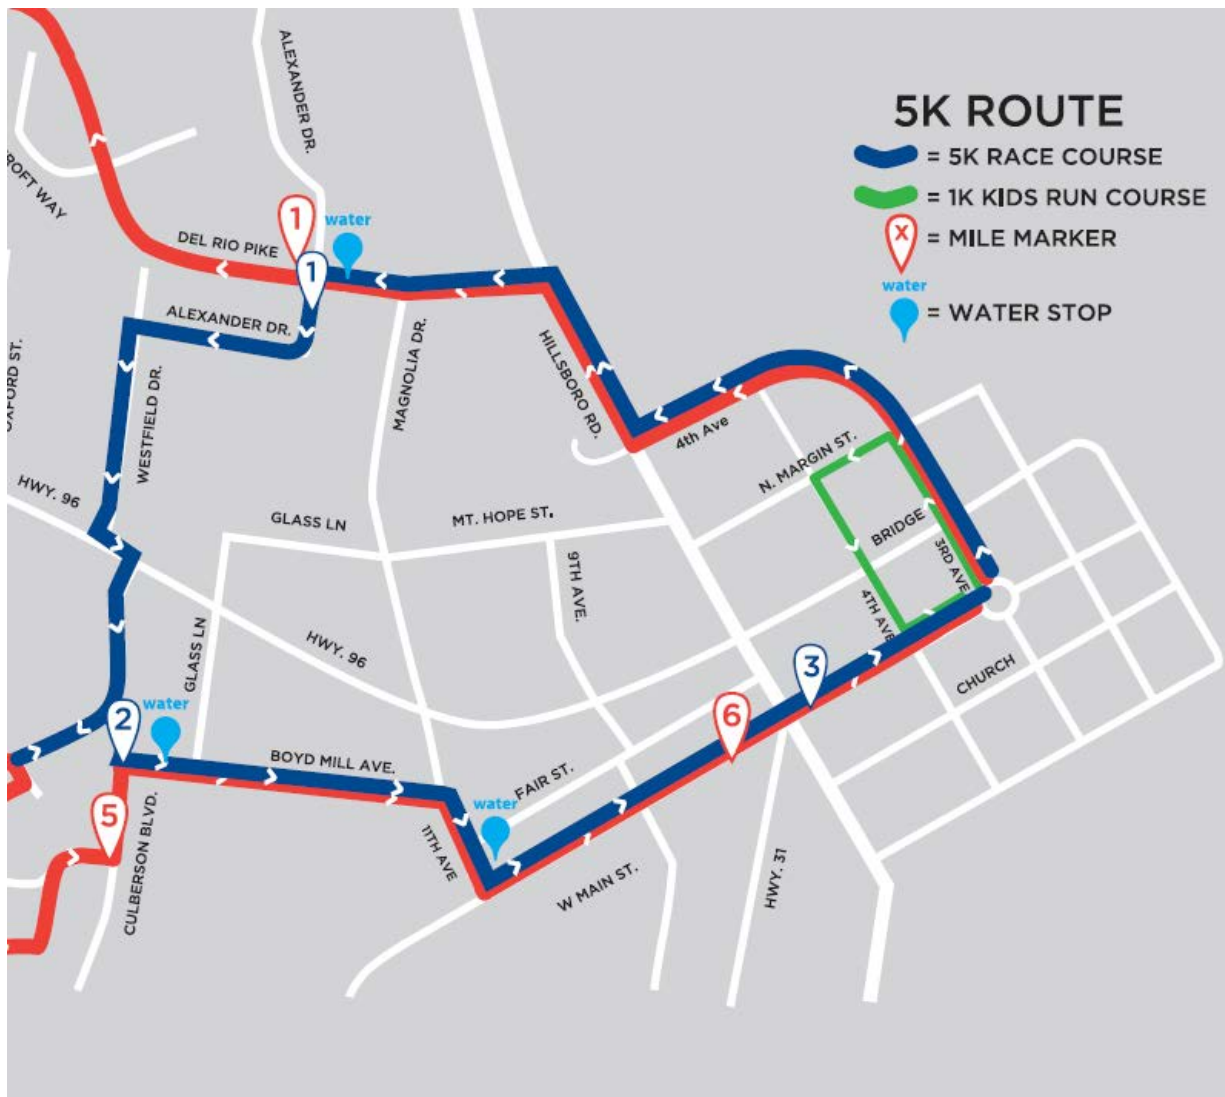 5K ROUTE
= 5K RACE COURSE
= 1K KIDS RUN COURSE
X
= MILE MARKER
water
= WATER STOP
ALEXANDER DR.
1
water
DEL RIO PIKE
1
ALEXANDER DR.
WESTFIELD DR.
MAGNOLIA DR.
HILLSBORO RD.
4th Ave
N. MARGIN ST.
BRIDGE
3RD AVE
4TH AVE
WAY
ST.
HWY. 96
GLASS LN
MT. HOPE ST.
9TH AVE.
GLASS LN
HWY. 96
CHURCH
3
2
water
6
BOYD MILL AVE.
FAIR ST.
water
5
CULBERSON BLVD.
11TH AVE
W MAIN ST.
HWY. 31